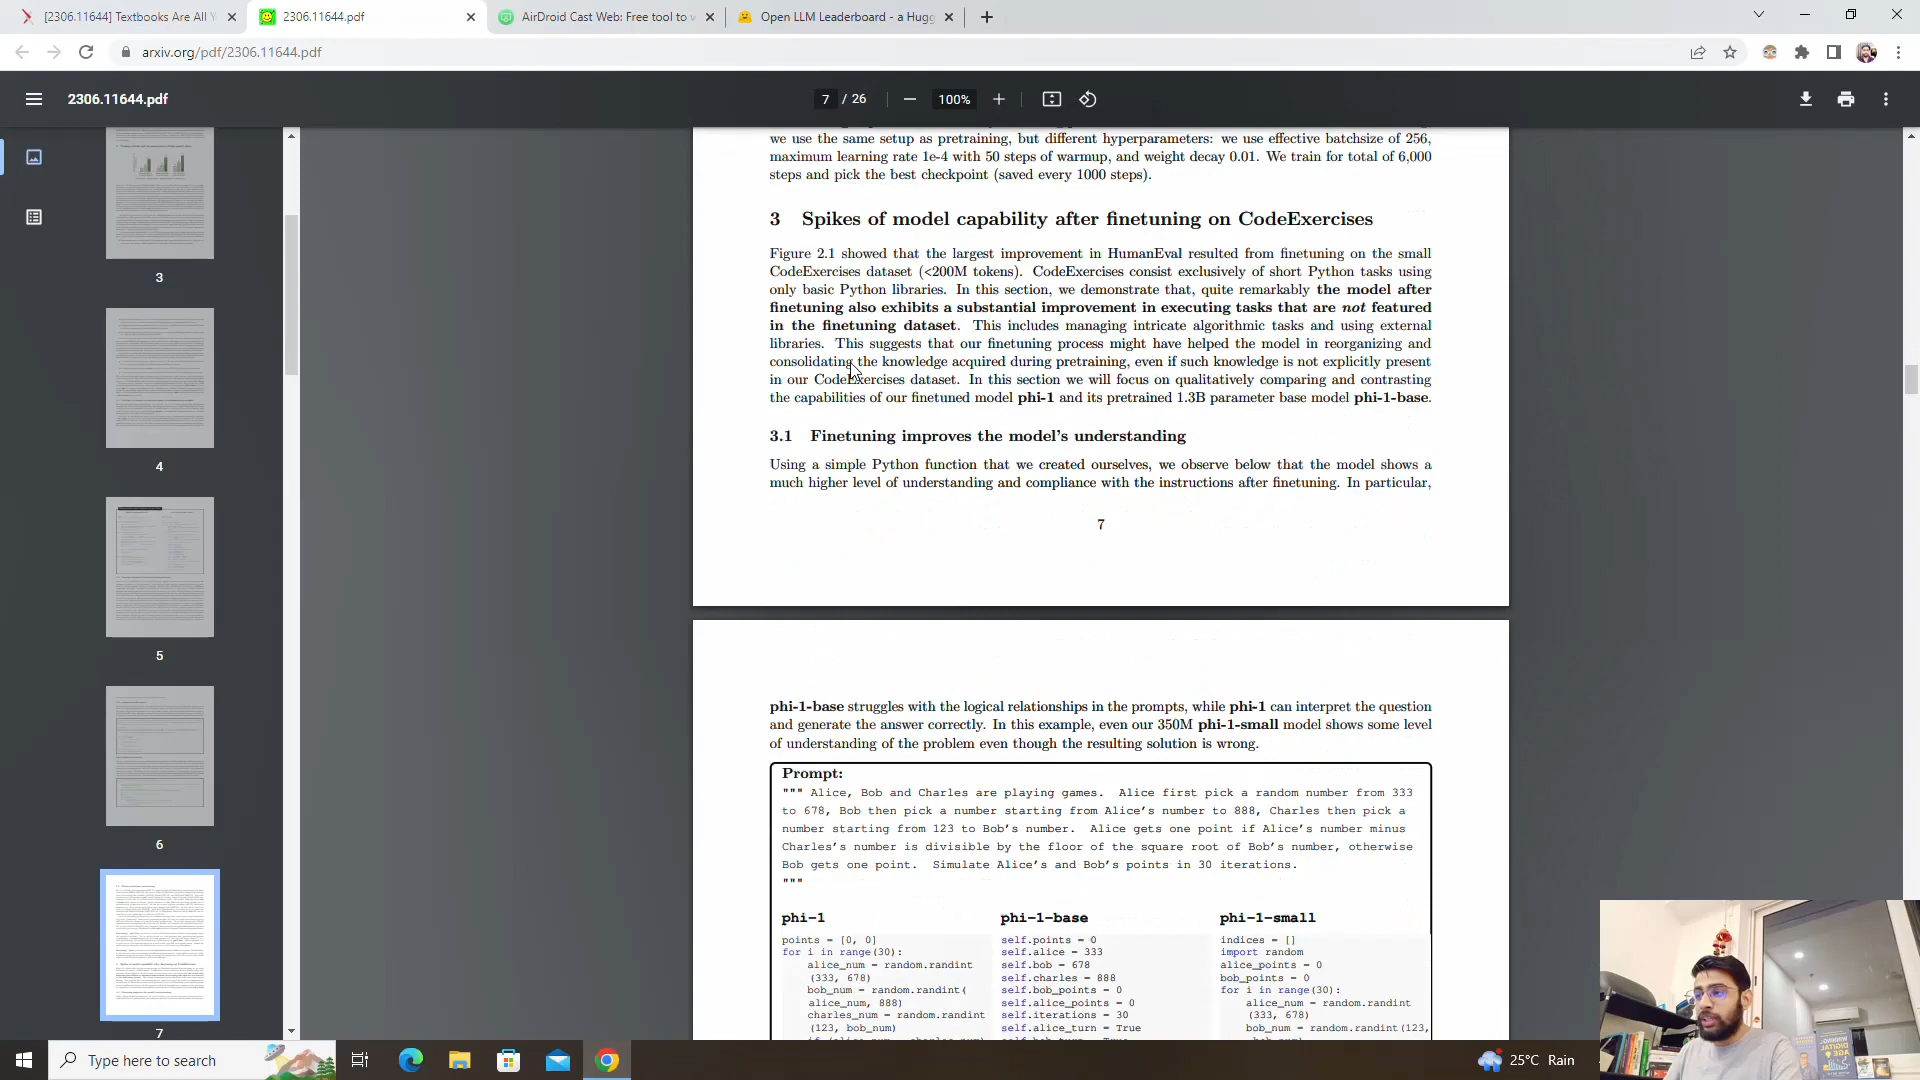 [2306.11644] Textbooks Are All Y
2306.11644.pdf
AirDroid Cast Web: Free tool to v
Open LLM Leaderboard - a Hugg
arxiv.org/pdf/2306.11644.pdf
2306.11644.pdf
7 / 26
100%
3
4
5
6
7
we use the same setup as pretraining, but different hyperparameters: we use effective batchsize of 256,
maximum learning rate 1e-4 with 50 steps of warmup, and weight decay 0.01. We train for total of 6,000
steps and pick the best checkpoint (saved every 1000 steps).
3 Spikes of model capability after finetuning on CodeExercises
Figure 2.1 showed that the largest improvement in HumanEval resulted from finetuning on the small
CodeExercises dataset (<200M tokens). CodeExercises consist exclusively of short Python tasks using
only basic Python libraries. In this section, we demonstrate that, quite remarkably the model after
finetuning also exhibits a substantial improvement in executing tasks that are not featured
in the finetuning dataset. This includes managing intricate algorithmic tasks and using external
libraries. This suggests that our finetuning process might have helped the model in reorganizing and
consolidating the knowledge acquired during pretraining, even if such knowledge is not explicitly present
in our CodeExercises dataset. In this section we will focus on qualitatively comparing and contrasting
the capabilities of our finetuned model phi-1 and its pretrained 1.3B parameter base model phi-1-base.
3.1 Finetuning improves the model's understanding
Using a simple Python function that we created ourselves, we observe below that the model shows a
much higher level of understanding and compliance with the instructions after finetuning. In particular,
7
phi-1-base struggles with the logical relationships in the prompts, while phi-1 can interpret the question
and generate the answer correctly. In this example, even our 350M phi-1-small model shows some level
of understanding of the problem even though the resulting solution is wrong.
Prompt:
""" Alice, Bob and Charles are playing games. Alice first pick a random number from 333
to 678, Bob then pick a number starting from Alice's number to 888, Charles then pick a
number starting from 123 to Bob's number. Alice gets one point if Alice's number minus
Charles's number is divisible by the floor of the square root of Bob's number, otherwise
Bob gets one point. Simulate Alice's and Bob's points in 30 iterations.
"""
phi-1
points = [0, 0]
for i in range(30):
alice_num = random.randint
(333, 678)
bob_num = random.randint(
alice_num, 888)
charles_num = random.randint
(123, bob_num)
phi-1-base
self.points = 0
self.alice = 333
self.bob = 678
self.charles = 888
self.bob_points = 0
self.alice_points = 0
self.iterations = 30
self.alice_turn = True
phi-1-small
indices = []
import random
alice_points = 0
bob_points = 0
for i in range(30):
alice_num = random.randint
(333, 678)
bob_num = random.randint(123,
Type here to search
25°C Rain